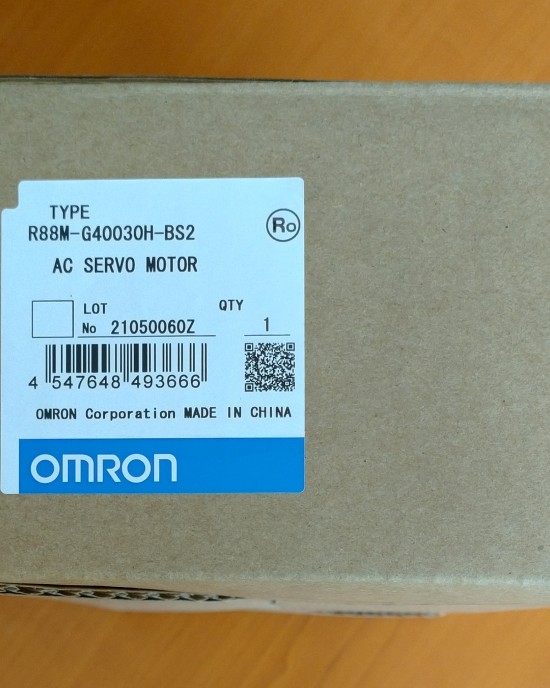 TYPE
R88M-G40030H-BS2
Ro
AC SERVO MOTOR
LOT
No 21050060Z
QTY
1
4 547648 493666
OMRON Corporation MADE IN CHINA
OMRON